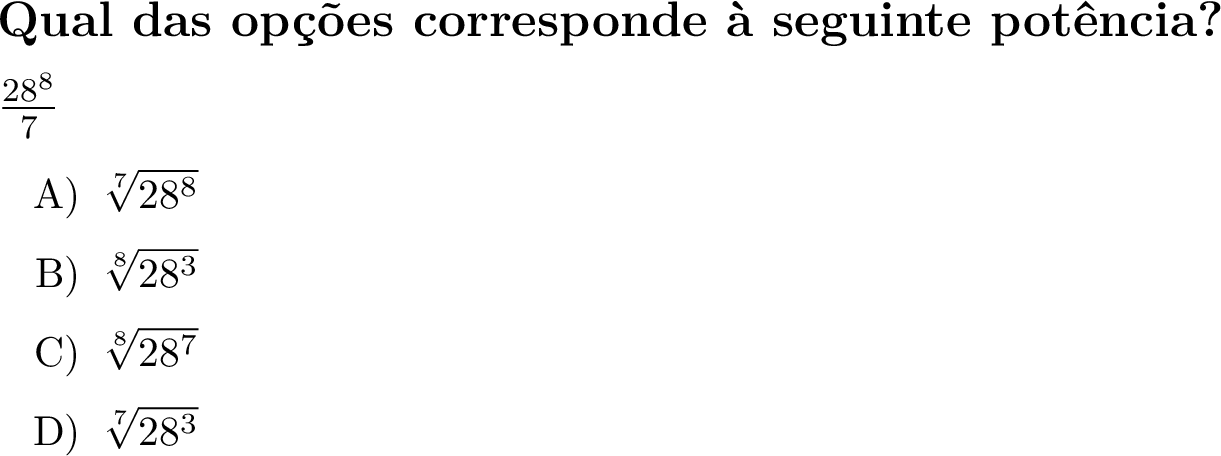 Qual das opções corresponde à seguinte potência?
\frac{28^8}{7}
A) \sqrt[7]{28^8}
B) \sqrt[8]{28^3}
C) \sqrt[8]{28^7}
D) \sqrt[7]{28^3}